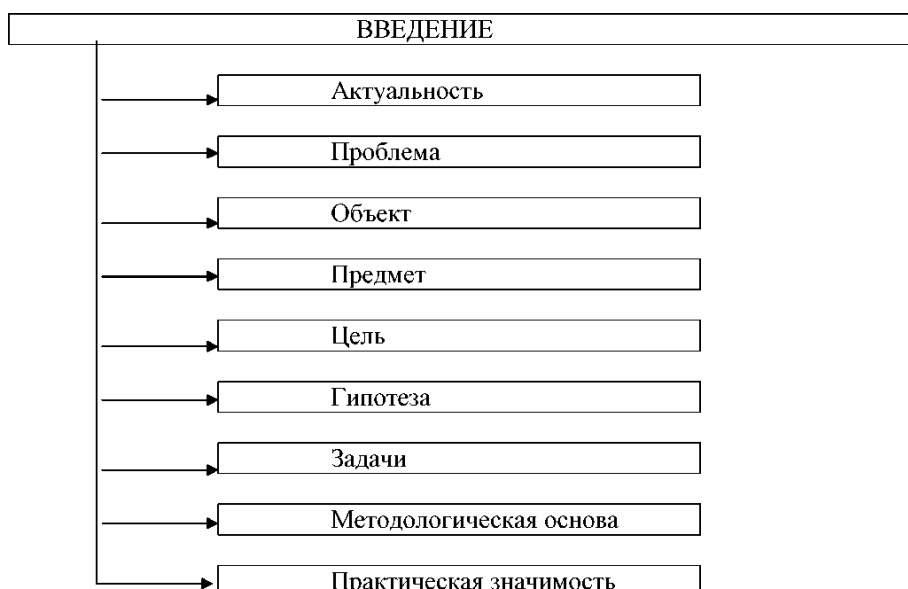 ВВЕДЕНИЕ
Актуальность
Проблема
Объект
Предмет
Цель
Гипотеза
Задачи
Методологическая основа
Практическая значимость